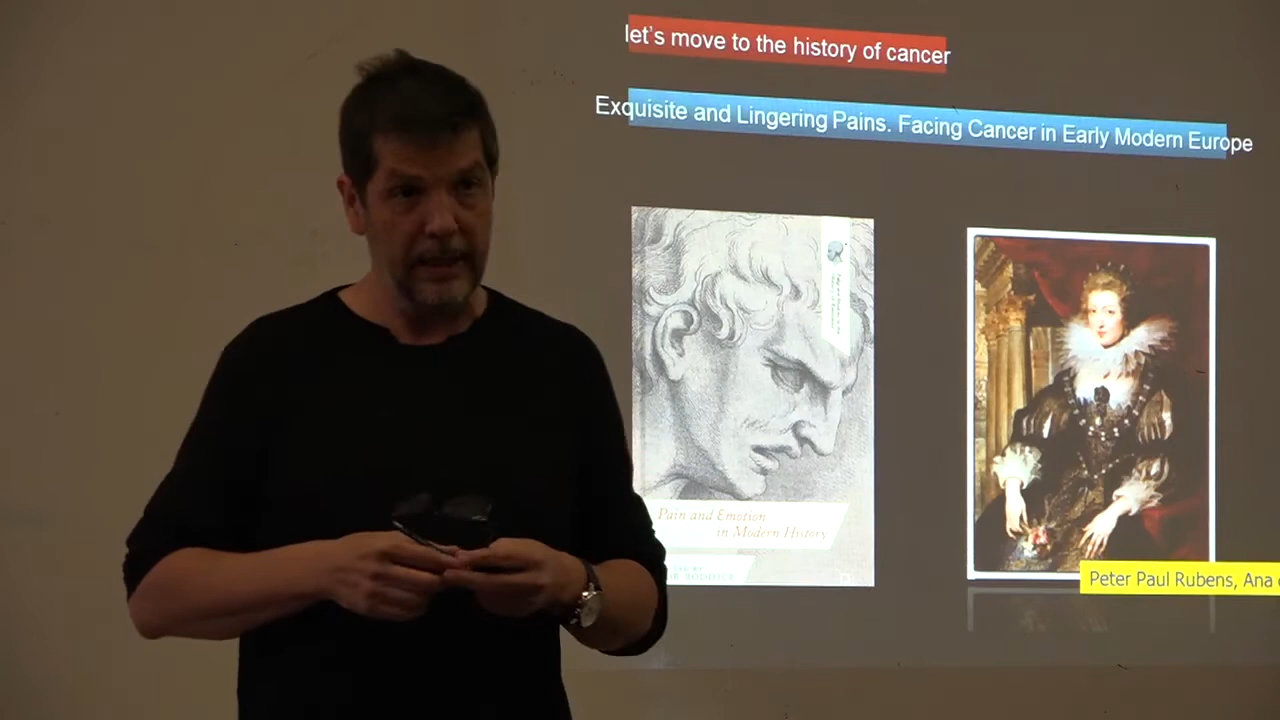 let's move to the history of cancer
Exquisite and Lingering Pains. Facing Cancer in Early Modern Europe
Pain and Emotion
in Modern History
Peter Paul Rubens, Ana